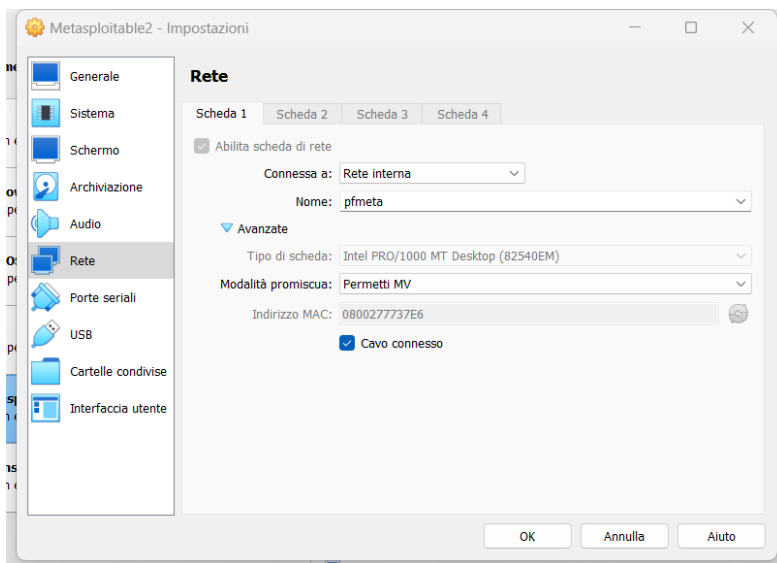 Metasploitable2 - Impostazioni
Generale
Sistema
Schermo
Archiviazione
Audio
Rete
Porte seriali
USB
Cartelle condivise
Interfaccia utente
Rete
Scheda 1 Scheda 2 Scheda 3 Scheda 4
Abilita scheda di rete
Connessa a: Rete interna
Nome: pfmeta
Avanzate
Tipo di scheda: Intel PRO/1000 MT Desktop (82540EM)
Modalità promiscua: Permetti MV
Indirizzo MAC: 0800277737E6
Cavo connesso
OK Annulla Aiuto